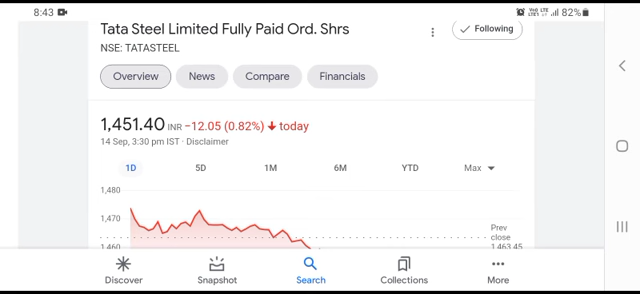 8:43 82%
Tata Steel Limited Fully Paid Ord. Shrs
Following
NSE: TATASTEEL
Overview News Compare Financials
1,451.40 INR −12.05 (0.82%) today
14 Sep, 3:30 pm IST · Disclaimer
1D 5D 1M 6M YTD Max
1,480
1,470
Prev
close
1,460 1,463.45
Discover Snapshot Search Collections More